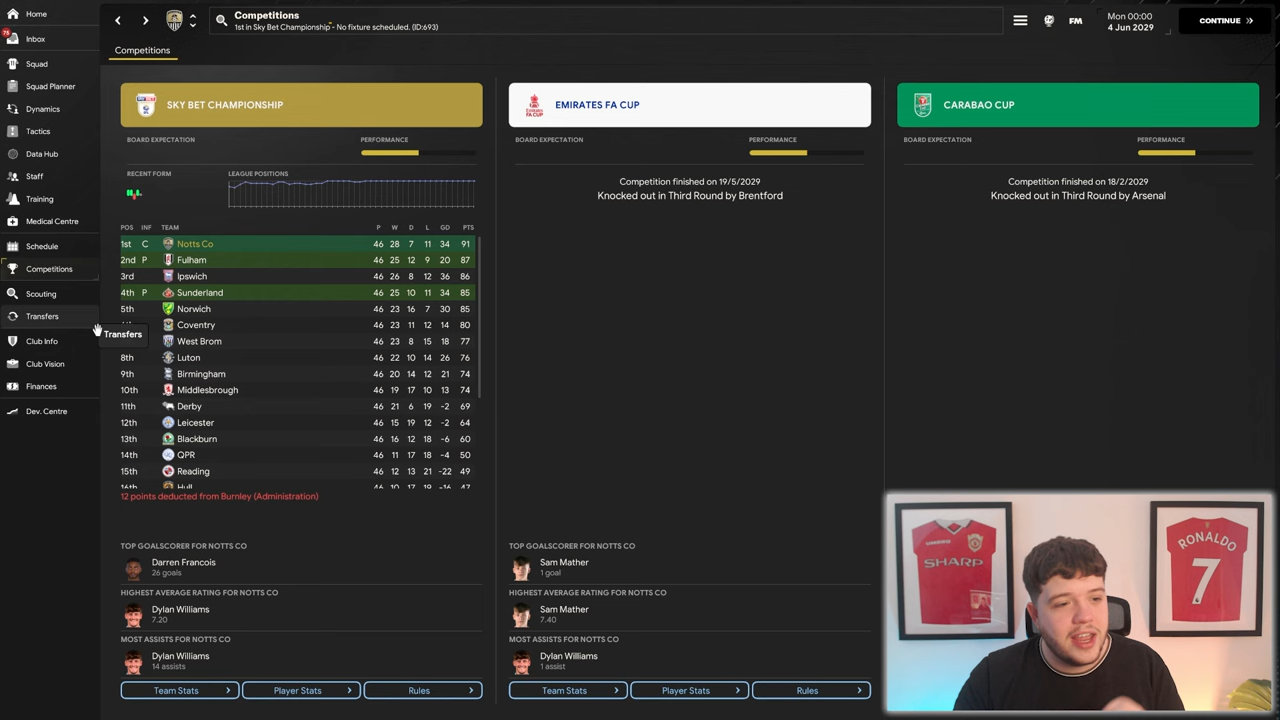 Home
75
Inbox
Squad
Squad Planner
Dynamics
Tactics
Data Hub
Staff
Training
Medical Centre
Schedule
Competitions
Scouting
Transfers
Transfers
Club Info
Club Vision
Finances
Dev. Centre
Competitions
1st in Sky Bet Championship - No fixture scheduled. (ID:693)
FM
Mon 00:00
4 Jun 2029
CONTINUE
Competitions
SKY BET CHAMPIONSHIP
BOARD EXPECTATION PERFORMANCE
RECENT FORM LEAGUE POSITIONS
POS INF TEAM P W D L GD PTS
1st C Notts Co 46 28 7 11 34 91
2nd P Fulham 46 25 12 9 20 87
3rd Ipswich 46 26 8 12 36 86
4th P Sunderland 46 25 10 11 34 85
5th Norwich 46 23 16 7 30 85
Coventry 46 23 11 12 14 80
West Brom 46 23 8 15 18 77
8th Luton 46 22 10 14 26 76
9th Birmingham 46 20 14 12 21 74
10th Middlesbrough 46 19 17 10 13 74
11th Derby 46 21 6 19 -2 69
12th Leicester 46 15 19 12 -2 64
13th Blackburn 46 16 12 18 -6 60
14th QPR 46 11 17 18 -4 50
15th Reading 46 12 13 21 -22 49
16th Hull 46 10 17 19 -16 47
12 points deducted from Burnley (Administration)
TOP GOALSCORER FOR NOTTS CO
Darren Francois
26 goals
HIGHEST AVERAGE RATING FOR NOTTS CO
Dylan Williams
7.20
MOST ASSISTS FOR NOTTS CO
Dylan Williams
14 assists
Team Stats Player Stats Rules
EMIRATES FA CUP
BOARD EXPECTATION PERFORMANCE
Competition finished on 19/5/2029
Knocked out in Third Round by Brentford
TOP GOALSCORER FOR NOTTS CO
Sam Mather
1 goal
HIGHEST AVERAGE RATING FOR NOTTS CO
Sam Mather
7.40
MOST ASSISTS FOR NOTTS CO
Dylan Williams
1 assist
Team Stats Player Stats Rules
CARABAO CUP
BOARD EXPECTATION PERFORMANCE
Competition finished on 18/2/2029
Knocked out in Third Round by Arsenal
SHARP
RONALDO
7